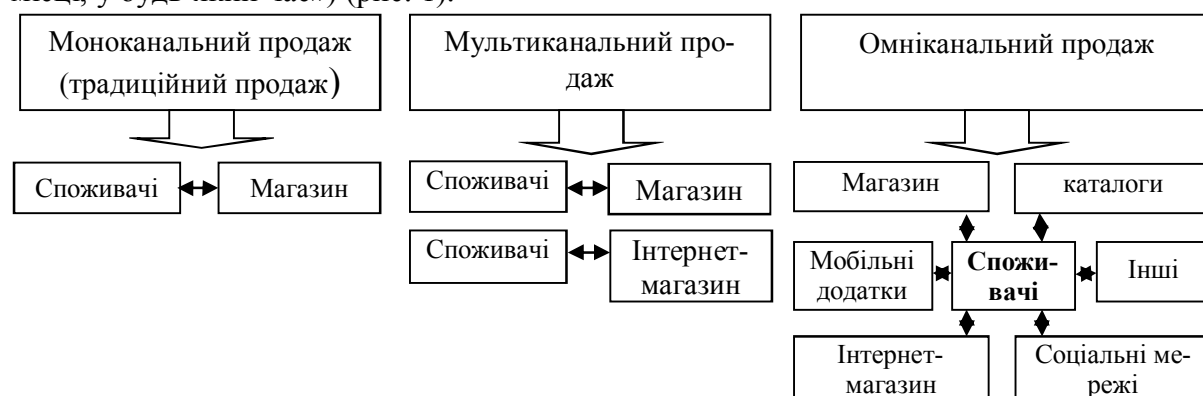 місці, у будь-який час») (рис. 1).
Моноканальний продаж
(традиційний продаж)
Мультиканальний про-
даж
Омніканальний продаж
Споживачі
Магазин
Споживачі
Магазин
Споживачі
Інтернет-
магазин
Магазин
каталоги
Мобільні
додатки
Спожи-
вачі
Інші
Інтернет-
магазин
Соціальні ме-
режі